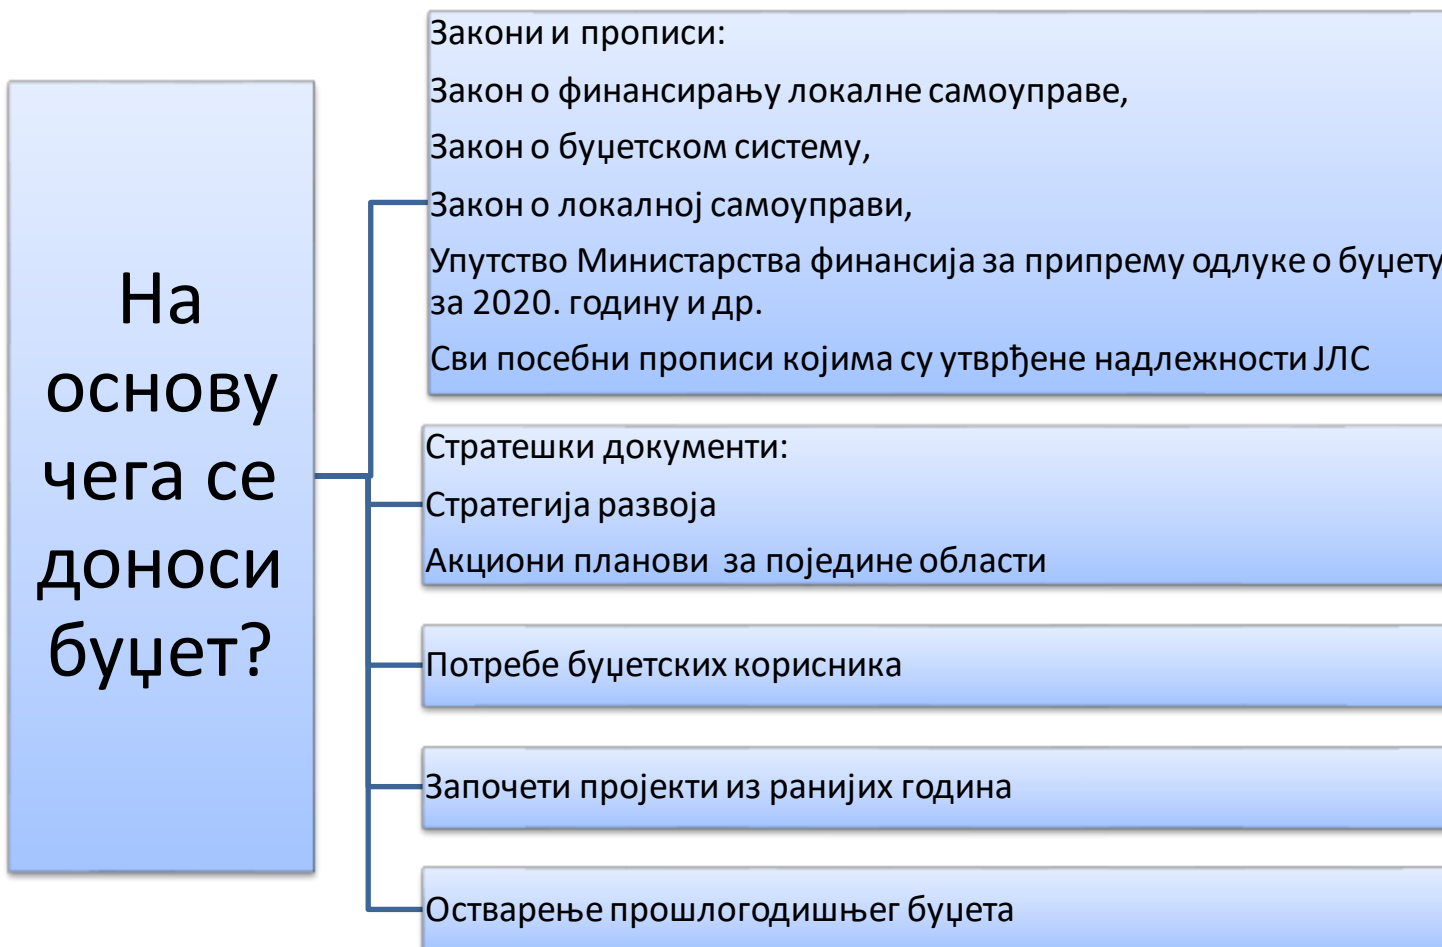 На
основу
чега се
доноси
буџет?
Закони и прописи:
Закон о финансирању локалне самоуправе,
Закон о буџетском систему,
Закон о локалној самоуправи,
Упутство Министарства финансија за припрему одлуке о буџету
за 2020. годину и др.
Сви посебни прописи којима су утврђене надлежности ЈЛС
Стратешки документи:
Стратегија развоја
Акциони планови за поједине области
Потребе буџетских корисника
Започети пројекти из ранијих година
Остварење прошлогодишњег буџета